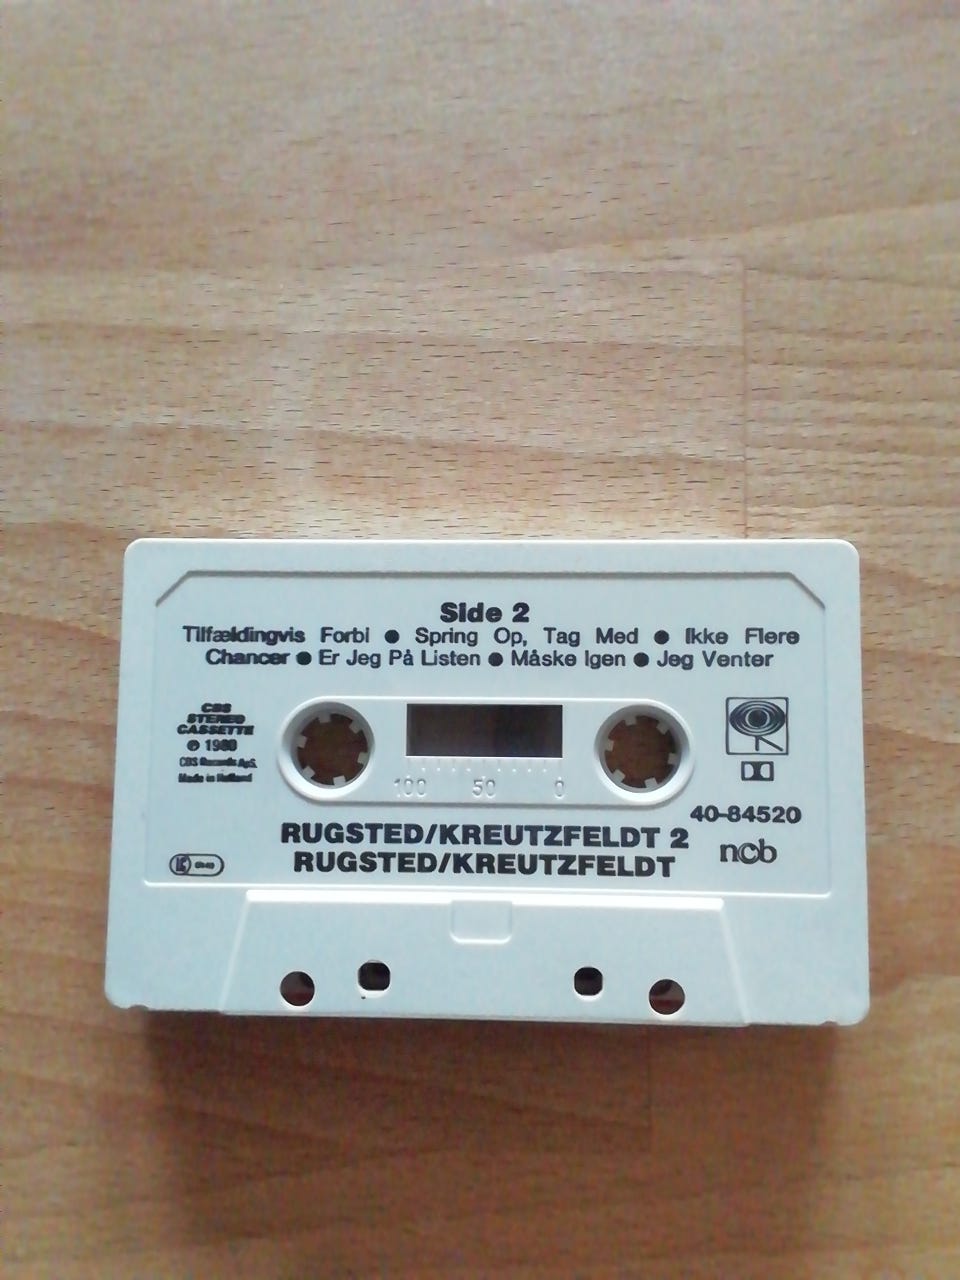 Side 2
Tilfældingvis Forbi ● Spring Op, Tag Med ● Ikke Flere
Chancer ● Er Jeg På Listen ● Måske Igen ● Jeg Venter
CBS
STEREO
CASSETTE
℗ 1980
CBS Records ApS.
Made in Holland
100 50 0
40-84520
RUGSTED/KREUTZFELDT 2
RUGSTED/KREUTZFELDT
ncb